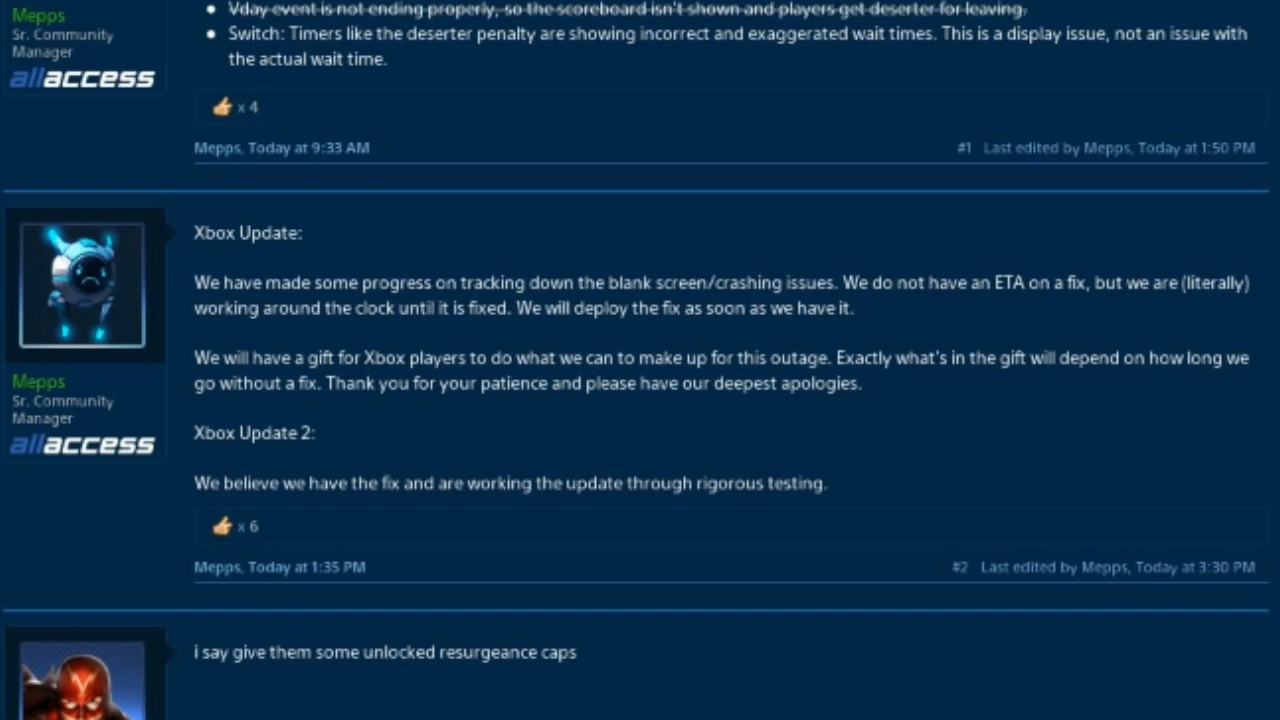 Mepps
Sr. Community
Manager
allaccess
Vday event is not ending properly, so the scoreboard isn't shown and players get deserter for leaving.
Switch: Timers like the deserter penalty are showing incorrect and exaggerated wait times. This is a display issue, not an issue with
the actual wait time.
x 4
Mepps, Today at 9:33 AM
#1 Last edited by Mepps, Today at 1:50 PM
Mepps
Sr. Community
Manager
allaccess
Xbox Update:
We have made some progress on tracking down the blank screen/crashing issues. We do not have an ETA on a fix, but we are (literally)
working around the clock until it is fixed. We will deploy the fix as soon as we have it.
We will have a gift for Xbox players to do what we can to make up for this outage. Exactly what's in the gift will depend on how long we
go without a fix. Thank you for your patience and please have our deepest apologies.
Xbox Update 2:
We believe we have the fix and are working the update through rigorous testing.
x 6
Mepps, Today at 1:35 PM
#2 Last edited by Mepps, Today at 3:30 PM
i say give them some unlocked resurgeance caps